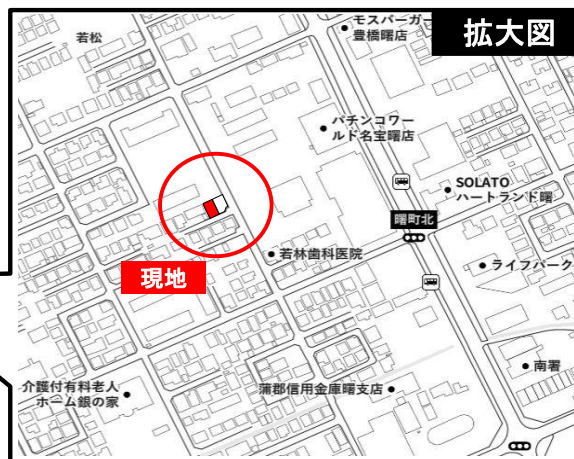 拡大図
若松
モスバーガー
豊橋曙店
パチンコワー
ルド名宝曙店
SOLATO
ハートランド曙
曙町北
若林歯科医院
ライフパーク
現地
介護付有料老人
ホーム銀の家
蒲郡信用金庫曙支店
南署